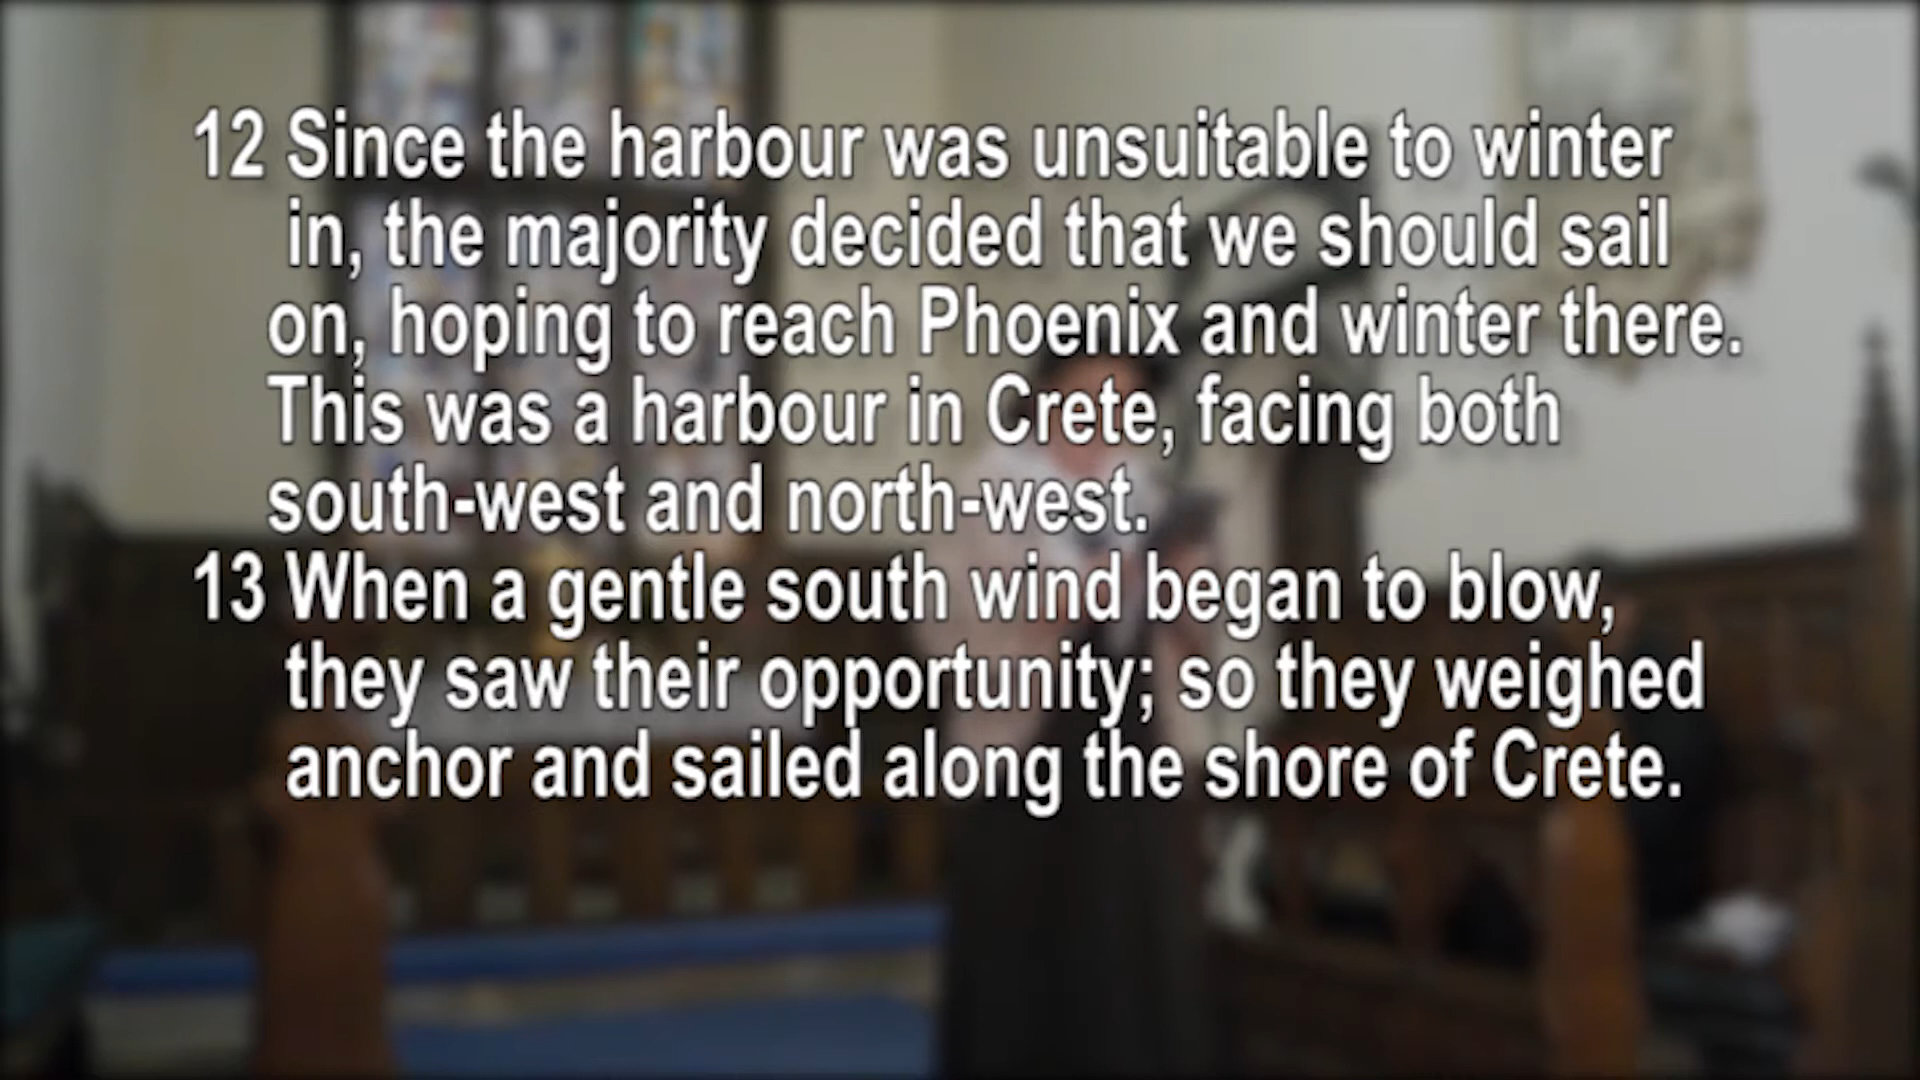 12 Since the harbour was unsuitable to winter
in, the majority decided that we should sail
on, hoping to reach Phoenix and winter there.
This was a harbour in Crete, facing both
south-west and north-west.
13 When a gentle south wind began to blow,
they saw their opportunity; so they weighed
anchor and sailed along the shore of Crete.